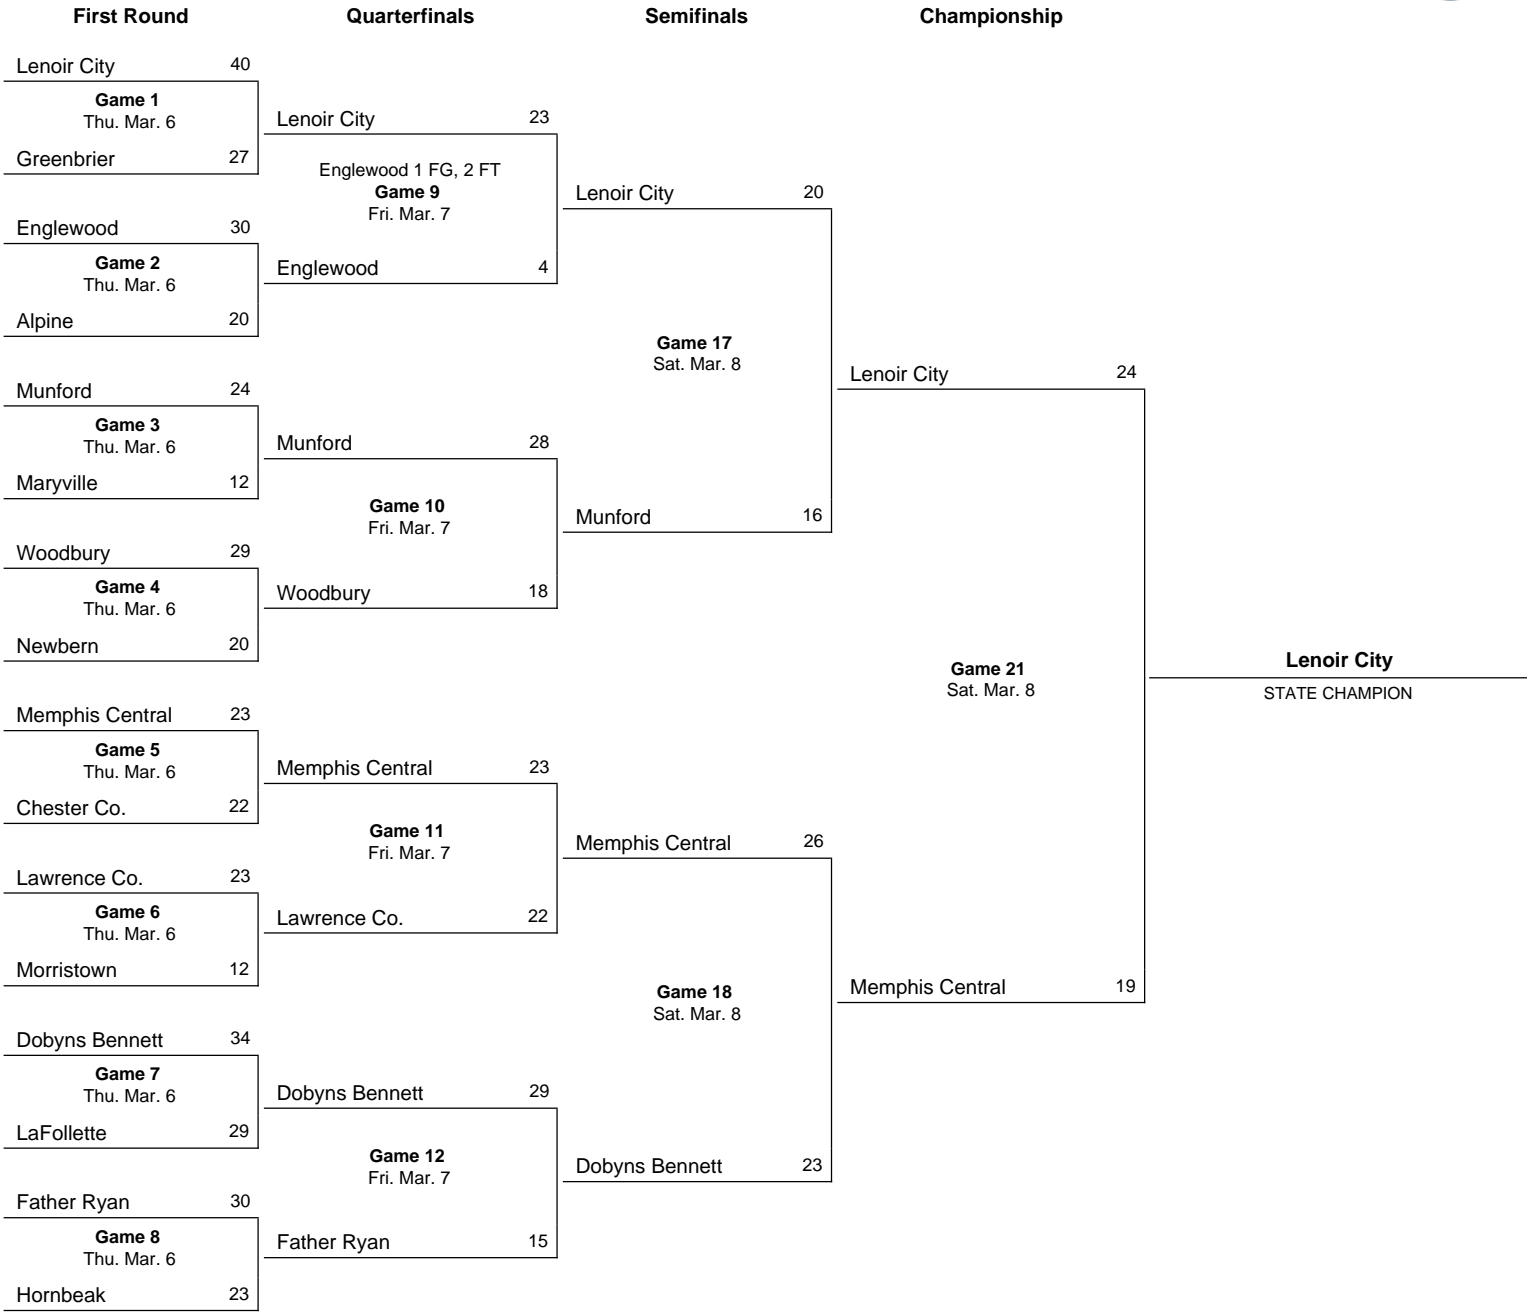 First Round Quarterfinals Semifinals Championship
Lenoir City 40
Game 1
Thu. Mar. 6
Greenbrier 27
Englewood 30
Game 2
Thu. Mar. 6
Alpine 20
Munford 24
Game 3
Thu. Mar. 6
Maryville 12
Woodbury 29
Game 4
Thu. Mar. 6
Newbern 20
Memphis Central 23
Game 5
Thu. Mar. 6
Chester Co. 22
Lawrence Co. 23
Game 6
Thu. Mar. 6
Morristown 12
Dobyns Bennett 34
Game 7
Thu. Mar. 6
LaFollette 29
Father Ryan 30
Game 8
Thu. Mar. 6
Hornbeak 23
Lenoir City 23
Englewood 1 FG, 2 FT
Game 9
Fri. Mar. 7
Englewood 4
Munford 28
Game 10
Fri. Mar. 7
Woodbury 18
Memphis Central 23
Game 11
Fri. Mar. 7
Lawrence Co. 22
Dobyns Bennett 29
Game 12
Fri. Mar. 7
Father Ryan 15
Lenoir City 20
Game 17
Sat. Mar. 8
Munford 16
Memphis Central 26
Game 18
Sat. Mar. 8
Dobyns Bennett 23
Lenoir City 24
Game 21
Sat. Mar. 8
Memphis Central 19
Lenoir City
STATE CHAMPION